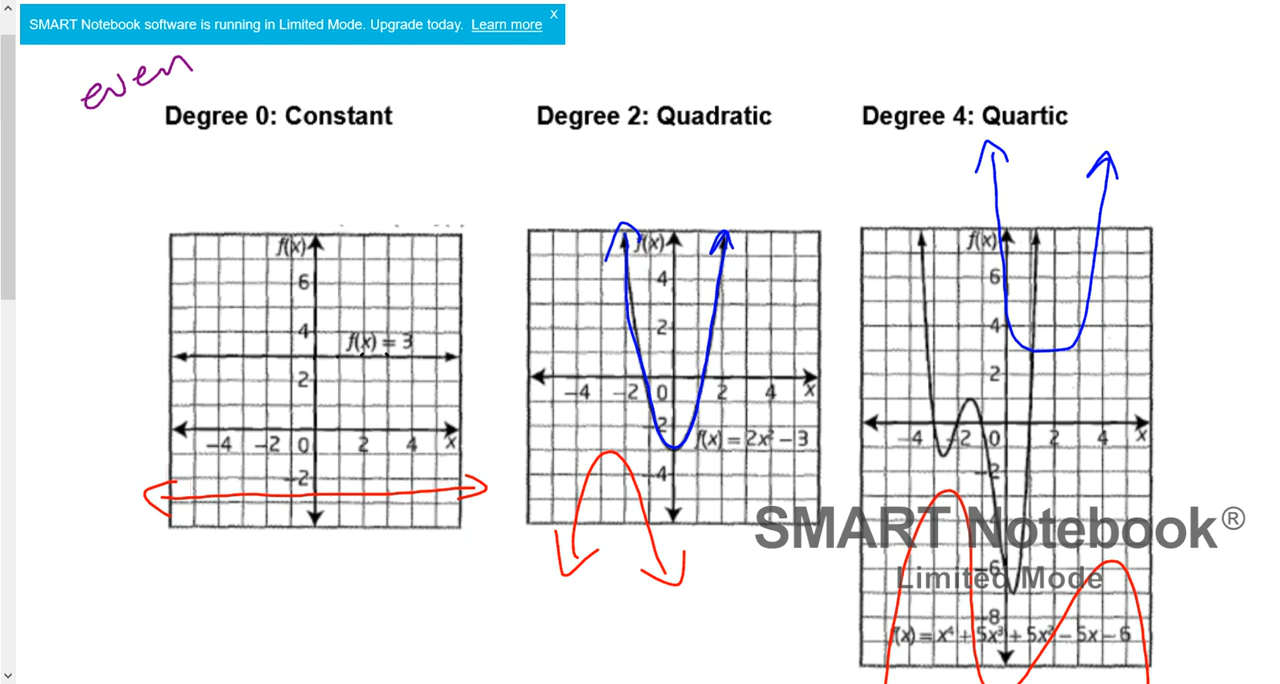 SMART Notebook software is running in Limited Mode. Upgrade today. Learn more X
even
Degree 0: Constant
Degree 2: Quadratic
Degree 4: Quartic
f(x)
6
4
f(x) = 3
2
-4 -2 0 2 4 x
-2
f(x)
4
2
-4 -2 0 2 4 x
-2
f(x) = 2x² - 3
-4
f(x)
6
4
2
-4 -2 0 2 4 x
-2
SMART Notebook®
-6
Limited Mode
-8
f(x) = x⁴ + 5x³ + 5x² - 5x - 6